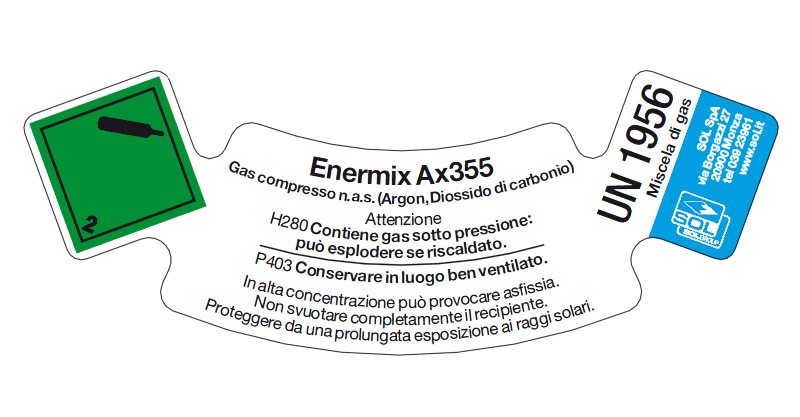 2
Enermix Ax355
Gas compresso n.a.s. (Argon, Diossido di carbonio)
Attenzione
H280 Contiene gas sotto pressione:
può esplodere se riscaldato.
P403 Conservare in luogo ben ventilato.
In alta concentrazione può provocare asfissia.
Non svuotare completamente il recipiente.
Proteggere da una prolungata esposizione ai raggi solari.
UN 1956
Miscela di gas
SOL SpA
via Borgazzi 27
20900 Monza
tel 039 23961
www.sol.it
SOL
SOLGROUP